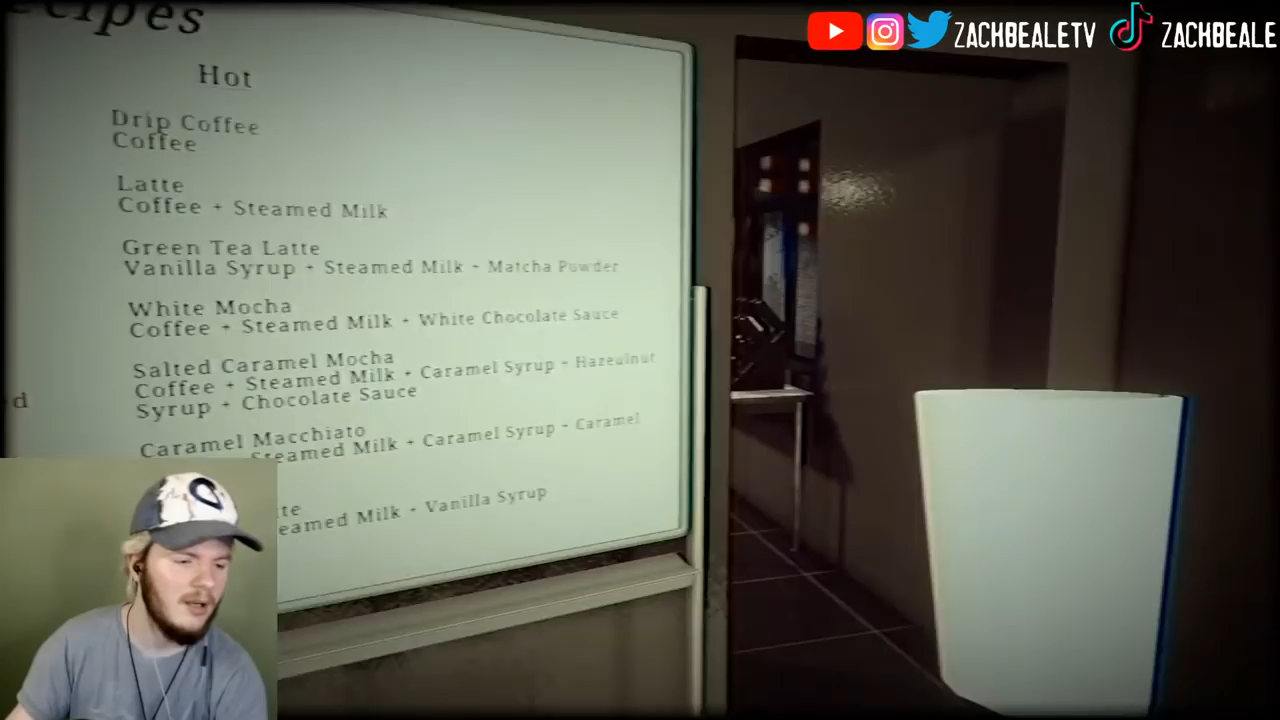 ZACHBEALETV ZACHBEALE
ecipes
Hot
Drip Coffee
Coffee
Latte
Coffee + Steamed Milk
Green Tea Latte
Vanilla Syrup + Steamed Milk + Matcha Powder
White Mocha
Coffee + Steamed Milk + White Chocolate Sauce
Salted Caramel Mocha
Coffee + Steamed Milk + Caramel Syrup + Hazelnut
Syrup + Chocolate Sauce
d
Caramel Macchiato
Steamed Milk + Caramel Syrup + Caramel
te
eamed Milk + Vanilla Syrup